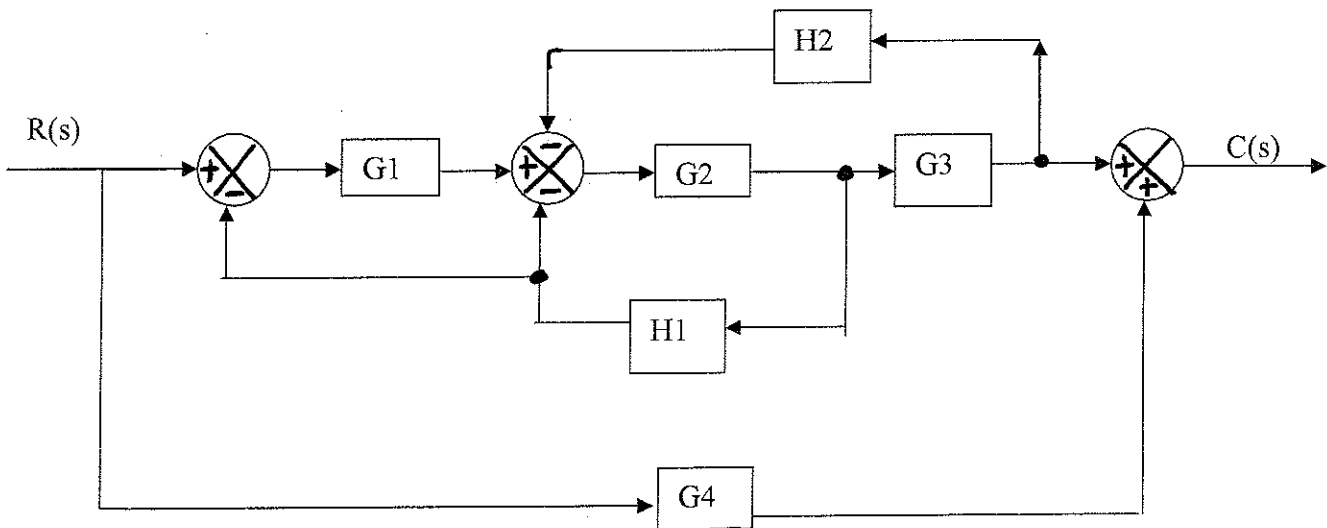 H2
R(s)
G1
G2
G3
C(s)
+
-
+
-
-
+
+
H1
G4